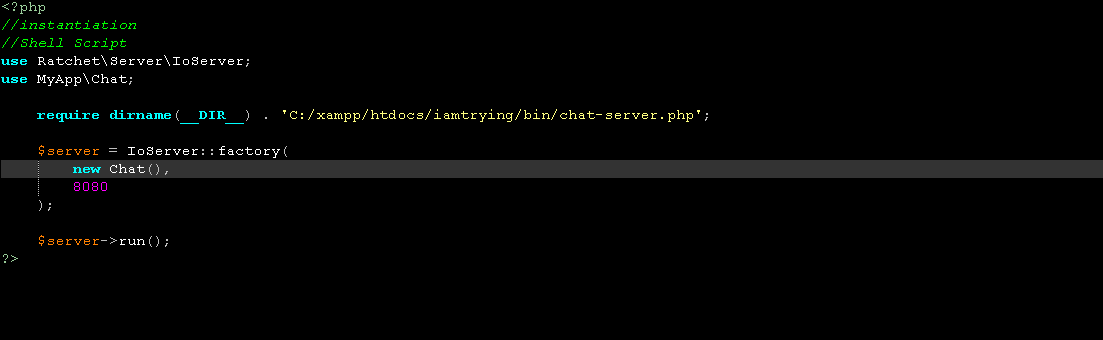 <?php
//instantiation
//Shell Script
use Ratchet\Server\IoServer;
use MyApp\Chat;
require dirname(__DIR__) . 'C:/xampp/htdocs/iamtrying/bin/chat-server.php';
$server = IoServer::factory(
new Chat(),
8080
);
$server->run();
?>